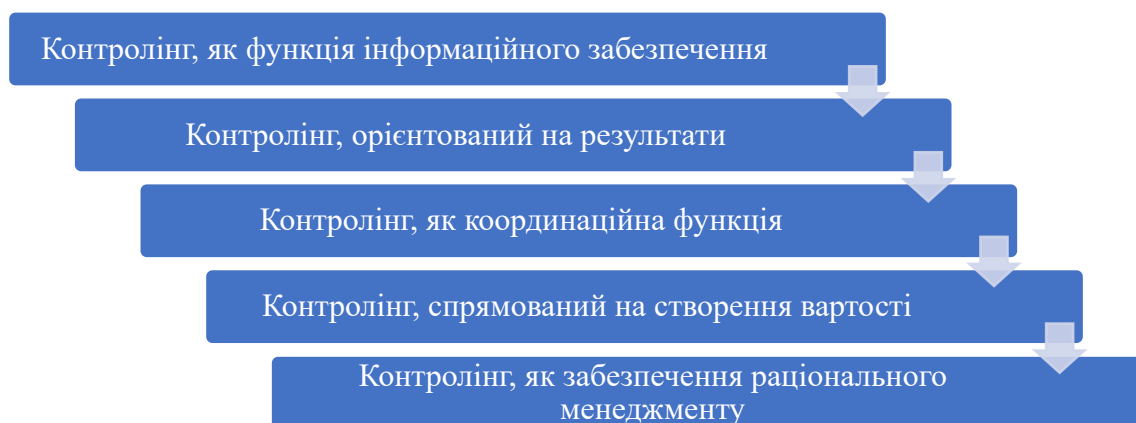 Контролінг, як функція інформаційного забезпечення
Контролінг, орієнтований на результати
Контролінг, як координаційна функція
Контролінг, спрямований на створення вартості
Контролінг, як забезпечення раціонального
менеджменту